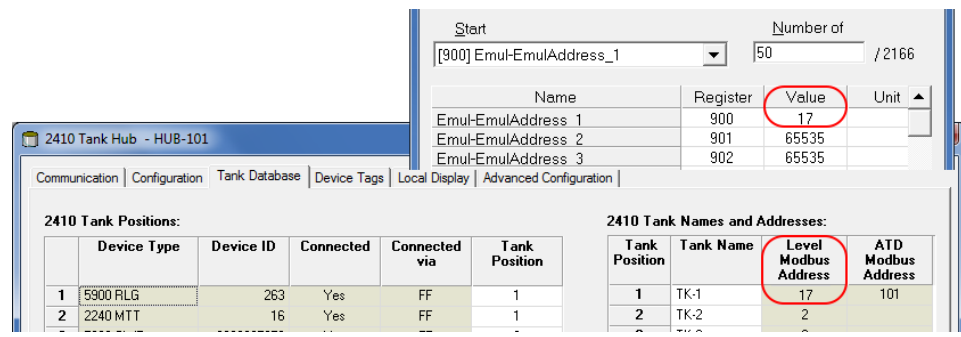 Start
Number of
[900] Emul-EmulAddress_1
50
/ 2166
Name Register Value Unit
Emul-EmulAddress_1 900 17
Emul-EmulAddress_2 901 65535
Emul-EmulAddress_3 902 65535
2410 Tank Hub - HUB-101
Communication Configuration Tank Database Device Tags Local Display Advanced Configuration
2410 Tank Positions:
Device Type Device ID Connected Connected via Tank Position
1 5900 RLG 263 Yes FF 1
2 2240 MTT 16 Yes FF 1
2410 Tank Names and Addresses:
Tank Position Tank Name Level Modbus Address ATD Modbus Address
1 TK-1 17 101
2 TK-2 2